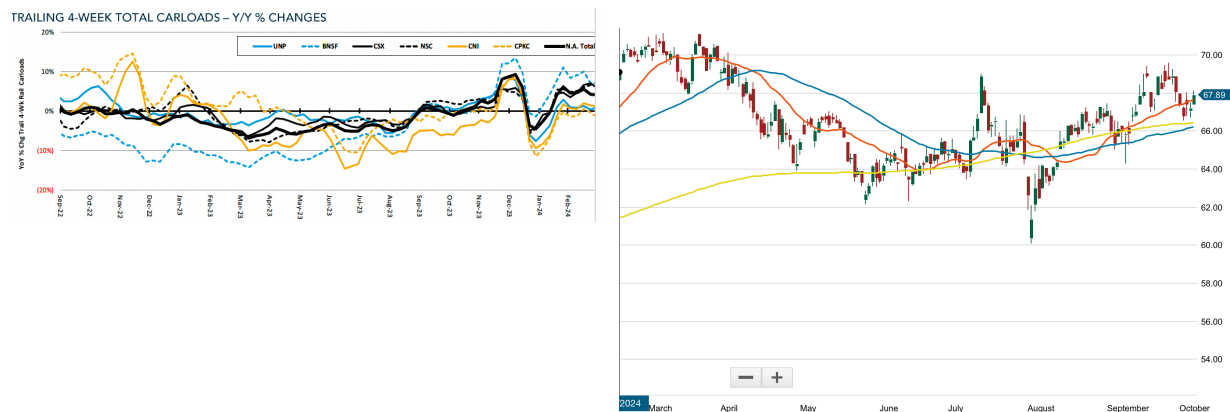 TRAILING 4-WEEK TOTAL CARLOADS – Y/Y % CHANGES
UNP BNSF CSX NSC CNI CPKC N.A. Total
Yr-o-Yr % Chg Trail 4-Wk Rail Carloads
20%
10%
0%
(10%)
(20%)
Sep-22 Oct-22 Nov-22 Dec-22 Jan-23 Feb-23 Mar-23 Apr-23 May-23 Jun-23 Jul-23 Aug-23 Sep-23 Oct-23 Nov-23 Dec-23 Jan-24 Feb-24
70.00
67.89
66.00
64.00
62.00
60.00
58.00
56.00
54.00
2024 March April May June July August September October